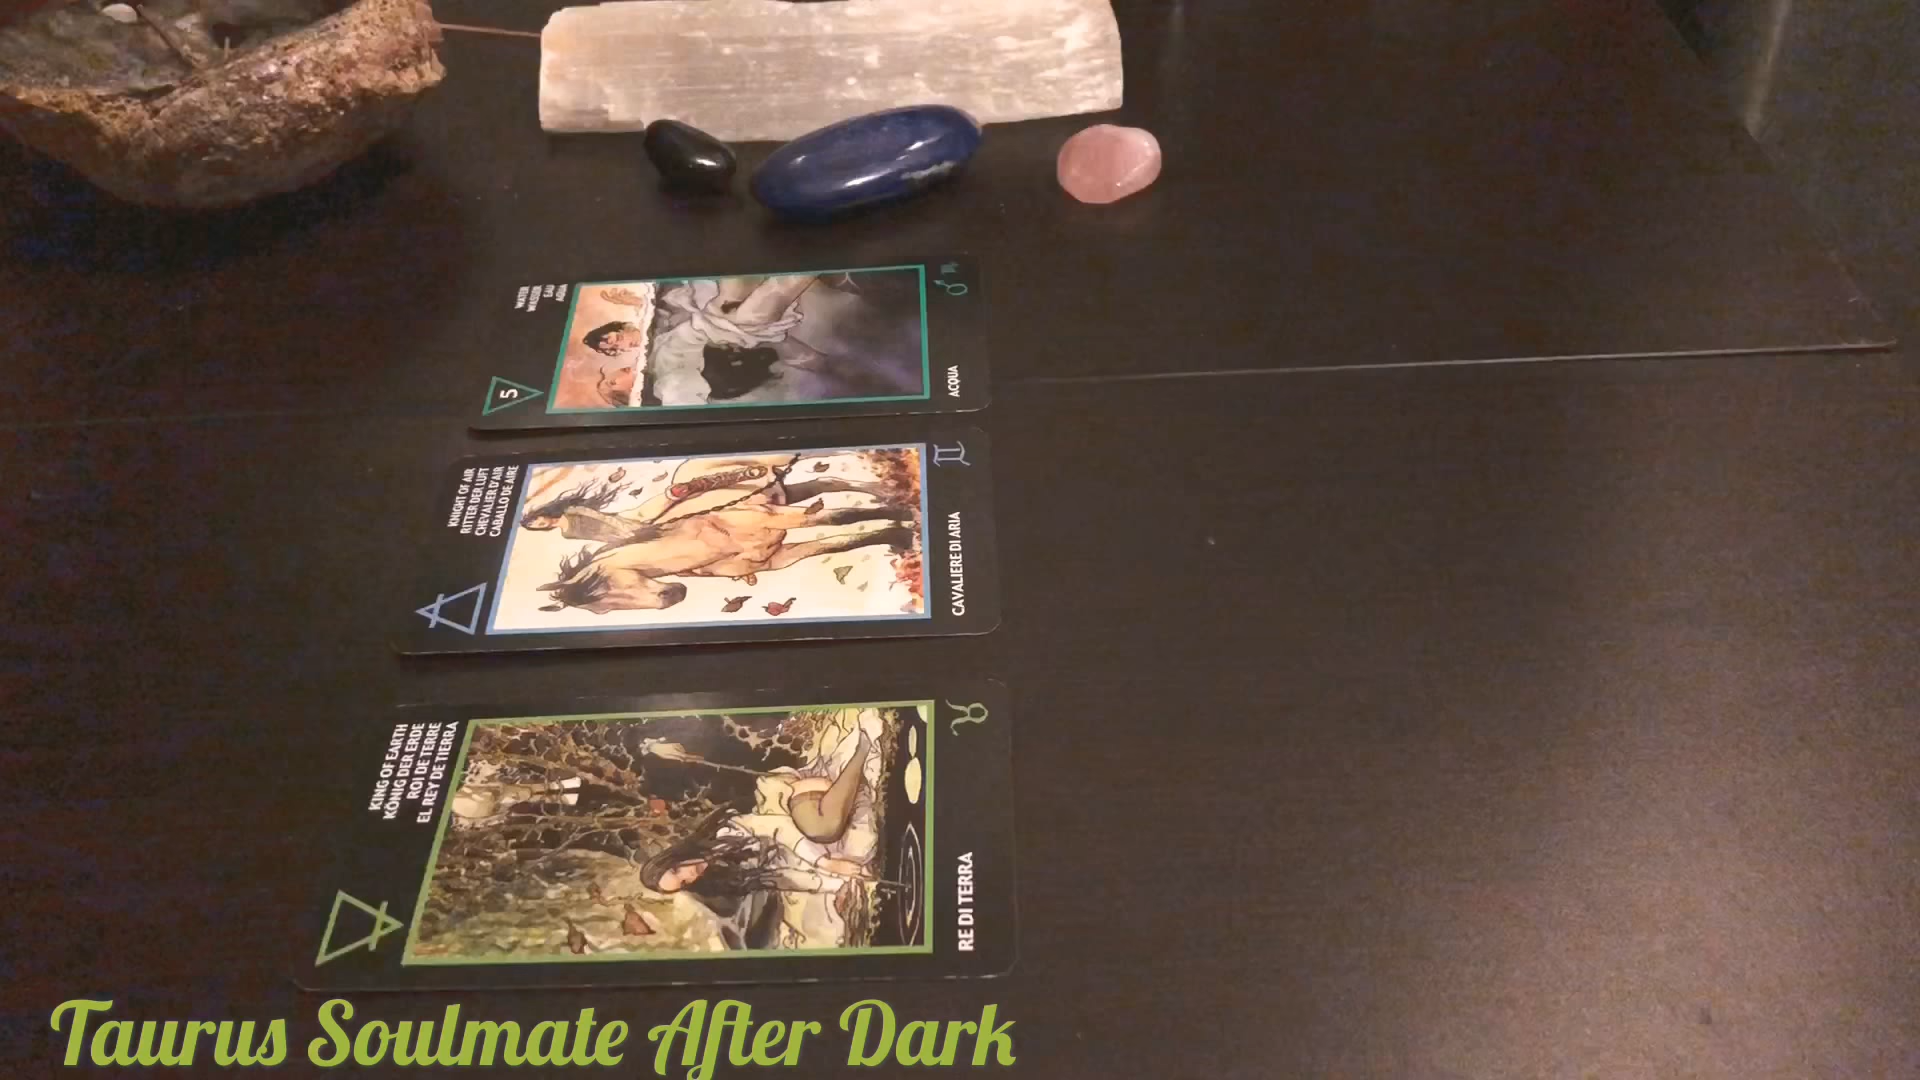 WATER
WASSER
EAU
AQUA
5
ACQUA
KNIGHT OF AIR
RITTER DER LUFT
CHEVALIER D'AIR
CABALLO DE AIRE
CAVALIERE DI ARIA
KING OF EARTH
KÖNIG DER ERDE
ROI DE TERRE
EL REY DE TIERRA
RE DI TERRA
Taurus Soulmate After Dark